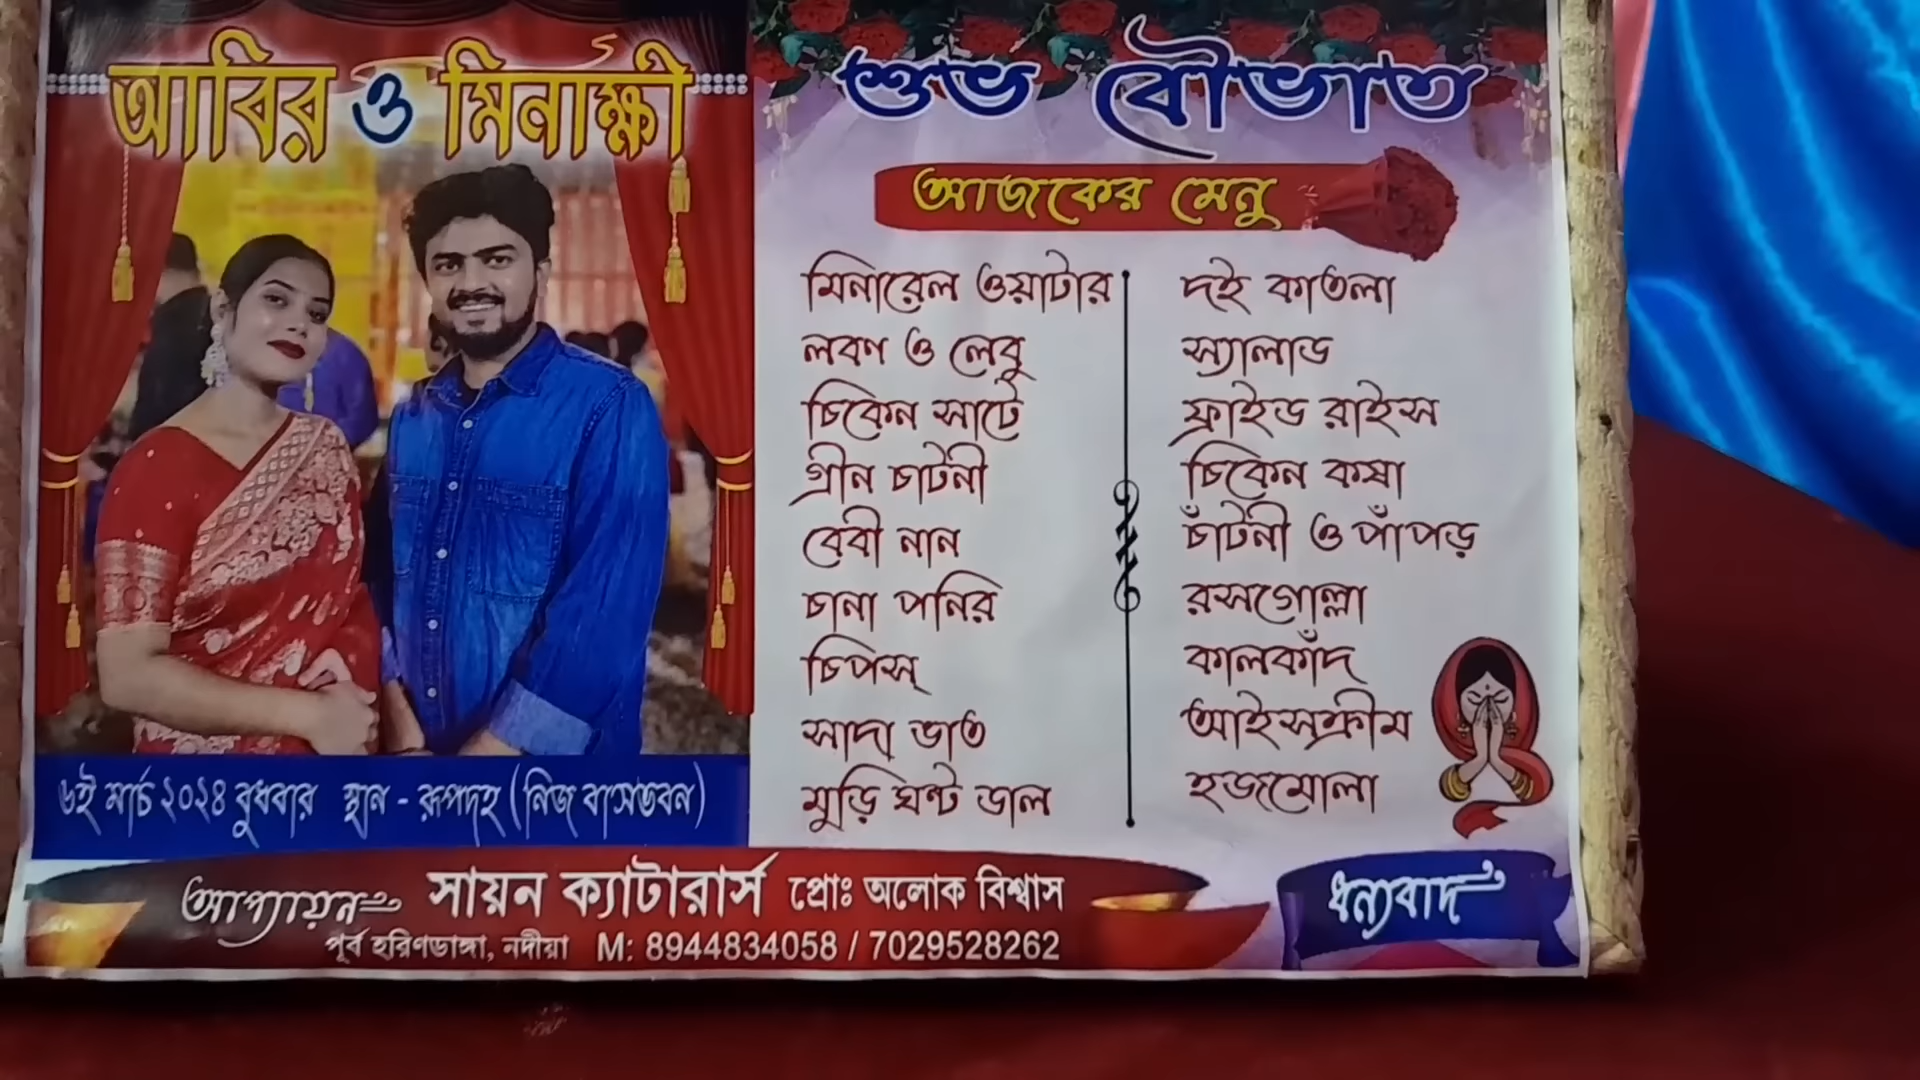 আবির ও মিনাক্ষী
৬ই মার্চ ২০২৪ বুধবার স্থান - রূপদহ (নিজ বাসভবন)
শুভ বৌভাত
আজকের মেনু
মিনারেল ওয়াটার
লবণ ও লেবু
চিকেন সাটে
গ্রীন চাটনী
বেবী নান
চানা পনির
চিপস্
সাদা ভাত
মুড়ি ঘন্ট ডাল
দই কাতলা
স্যালাড
ফ্রাইড রাইস
চিকেন কষা
চাঁটনী ও পাঁপড়
রসগোল্লা
কালকাঁদ
আইসক্রীম
হজমোলা
আপ্যায়নে সায়ন ক্যাটারার্স প্রোঃ অলোক বিশ্বাস
পূর্ব হরিণডাঙ্গা, নদীয়া M: 8944834058 / 7029528262
ধন্যবাদ